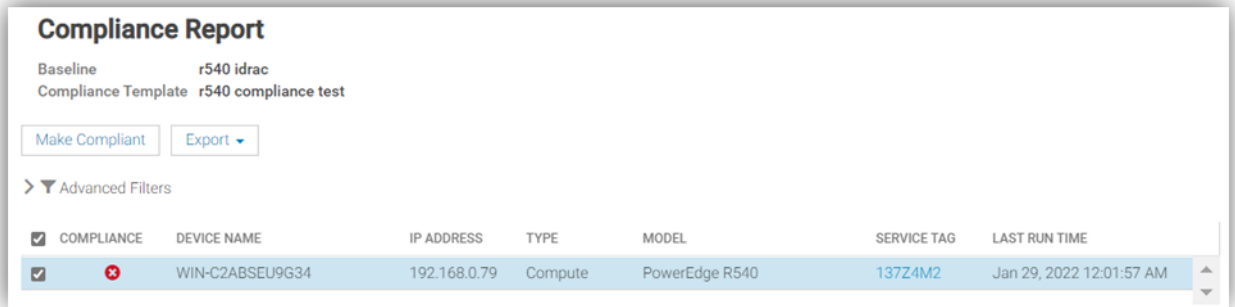 Compliance Report
Baseline r540 idrac
Compliance Template r540 compliance test
Make Compliant Export
Advanced Filters
COMPLIANCE DEVICE NAME IP ADDRESS TYPE MODEL SERVICE TAG LAST RUN TIME
WIN-C2ABSEU9G34 192.168.0.79 Compute PowerEdge R540 137Z4M2 Jan 29, 2022 12:01:57 AM